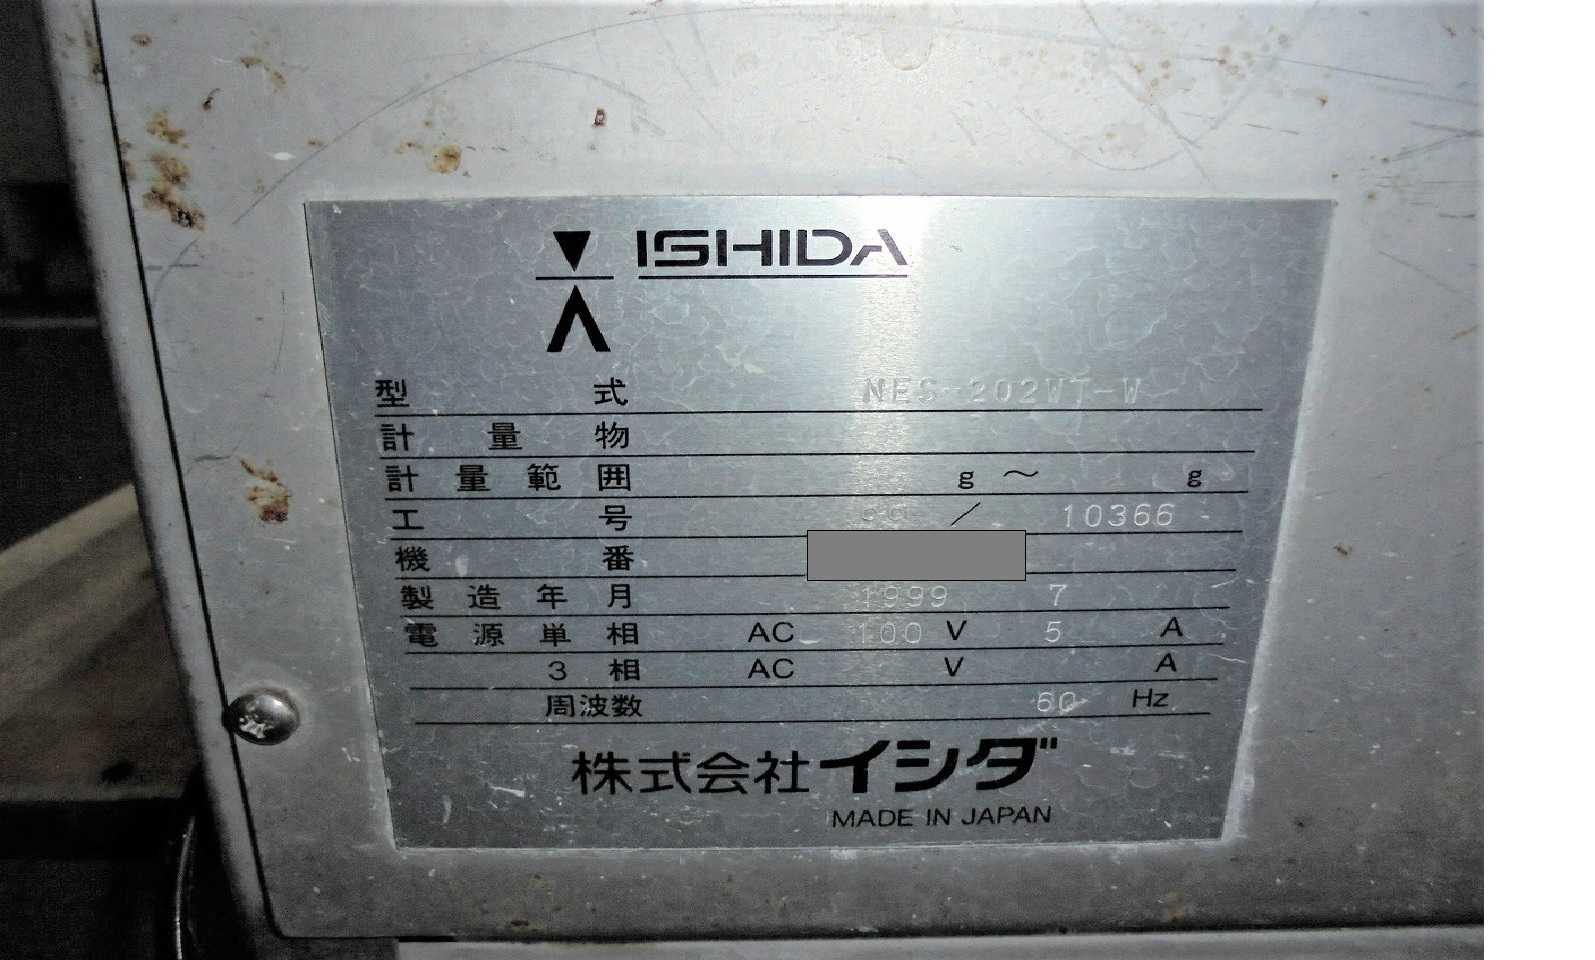 ISHIDA
型式 NES-202WT-W
計量物
計量範囲 g ～ g
工号 / 10366
機番
製造年月 1999 7
電源単相 AC 100 V 5 A
3相 AC V A
周波数 60 Hz
株式会社イシダ
MADE IN JAPAN